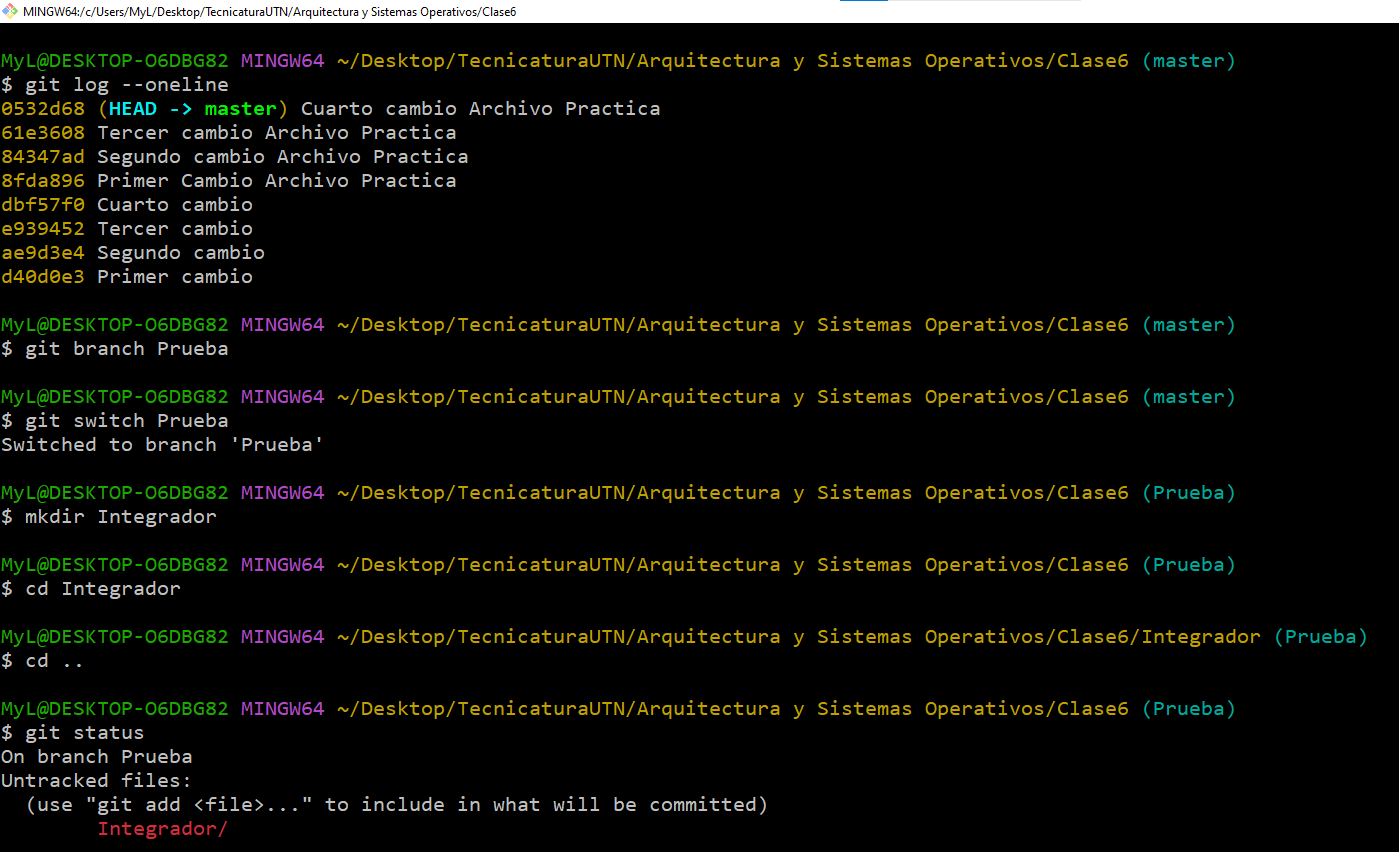 MINGW64:/c/Users/MyL/Desktop/TecnicaturaUTN/Arquitectura y Sistemas Operativos/Clase6
MyL@DESKTOP-O6DBG82 MINGW64 ~/Desktop/TecnicaturaUTN/Arquitectura y Sistemas Operativos/Clase6 (master)
$ git log --oneline
0532d68 (HEAD -> master) Cuarto cambio Archivo Practica
61e3608 Tercer cambio Archivo Practica
84347ad Segundo cambio Archivo Practica
8fda896 Primer Cambio Archivo Practica
dbf57f0 Cuarto cambio
e939452 Tercer cambio
ae9d3e4 Segundo cambio
d40d0e3 Primer cambio
MyL@DESKTOP-O6DBG82 MINGW64 ~/Desktop/TecnicaturaUTN/Arquitectura y Sistemas Operativos/Clase6 (master)
$ git branch Prueba
MyL@DESKTOP-O6DBG82 MINGW64 ~/Desktop/TecnicaturaUTN/Arquitectura y Sistemas Operativos/Clase6 (master)
$ git switch Prueba
Switched to branch 'Prueba'
MyL@DESKTOP-O6DBG82 MINGW64 ~/Desktop/TecnicaturaUTN/Arquitectura y Sistemas Operativos/Clase6 (Prueba)
$ mkdir Integrador
MyL@DESKTOP-O6DBG82 MINGW64 ~/Desktop/TecnicaturaUTN/Arquitectura y Sistemas Operativos/Clase6 (Prueba)
$ cd Integrador
MyL@DESKTOP-O6DBG82 MINGW64 ~/Desktop/TecnicaturaUTN/Arquitectura y Sistemas Operativos/Clase6/Integrador (Prueba)
$ cd ..
MyL@DESKTOP-O6DBG82 MINGW64 ~/Desktop/TecnicaturaUTN/Arquitectura y Sistemas Operativos/Clase6 (Prueba)
$ git status
On branch Prueba
Untracked files:
  (use "git add <file>..." to include in what will be committed)
        Integrador/